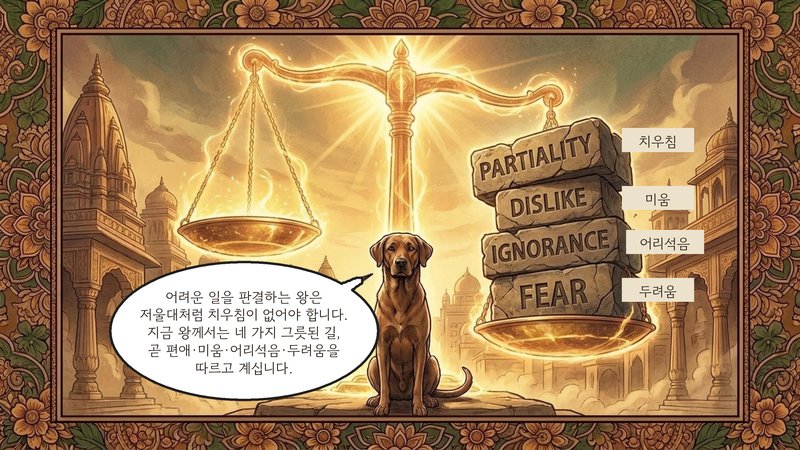 PARTIALITY
치우침
DISLIKE
미움
IGNORANCE
어리석음
FEAR
두려움
어려운 일을 판결하는 왕은
저울대처럼 치우침이 없어야 합니다.
지금 왕께서는 네 가지 그릇된 길,
곧 편애·미움·어리석음·두려움을
따르고 계십니다.